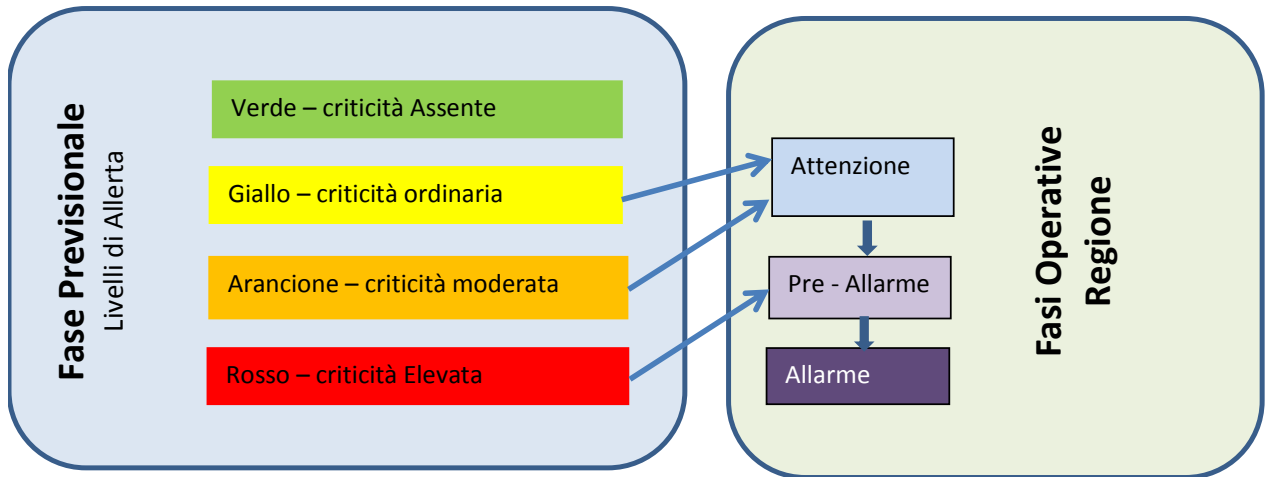 Fase Previsionale
Livelli di Allerta
Verde – criticità Assente
Giallo – criticità ordinaria
Arancione – criticità moderata
Rosso – criticità Elevata
Attenzione
Pre - Allarme
Allarme
Fasi Operative
Regione